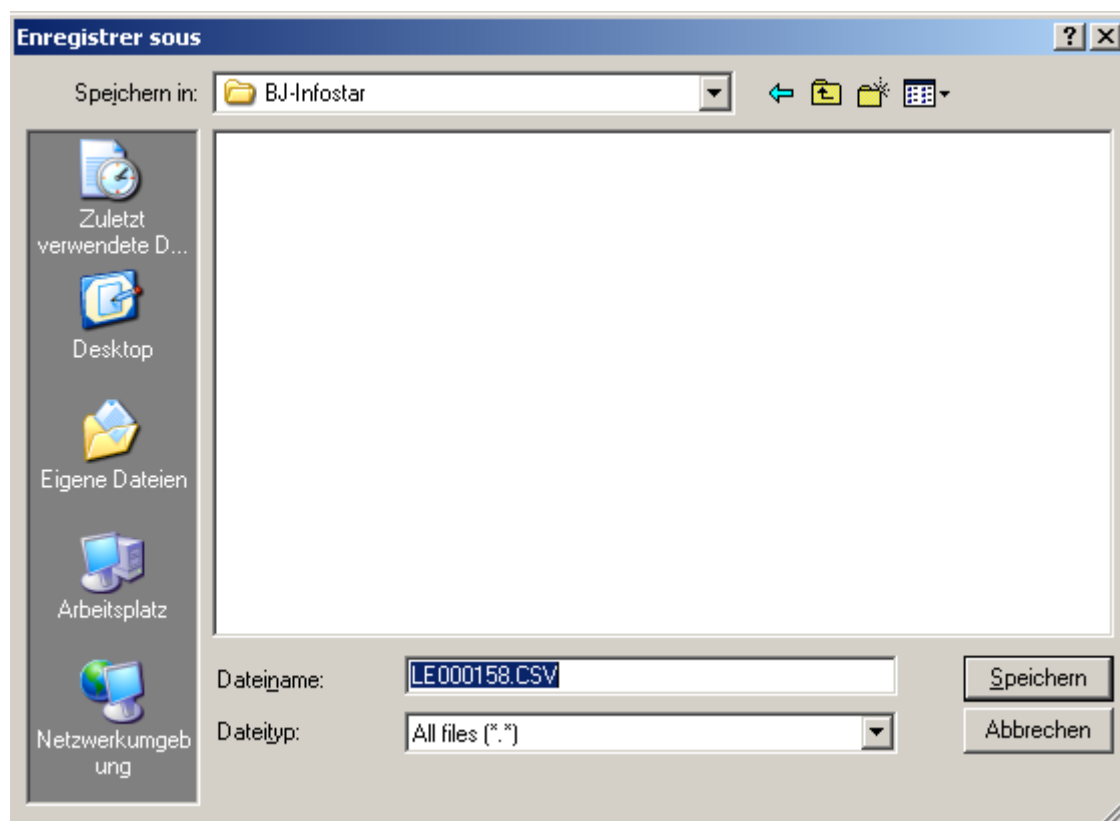 Enregistrer sous
Speichern in:
BJ-Infostar
Zuletzt
verwendete D...
Desktop
Eigene Dateien
Arbeitsplatz
Netzwerkumgeb
ung
Dateiname:
LE000158.CSV
Speichern
Dateityp:
All files (*.*)
Abbrechen